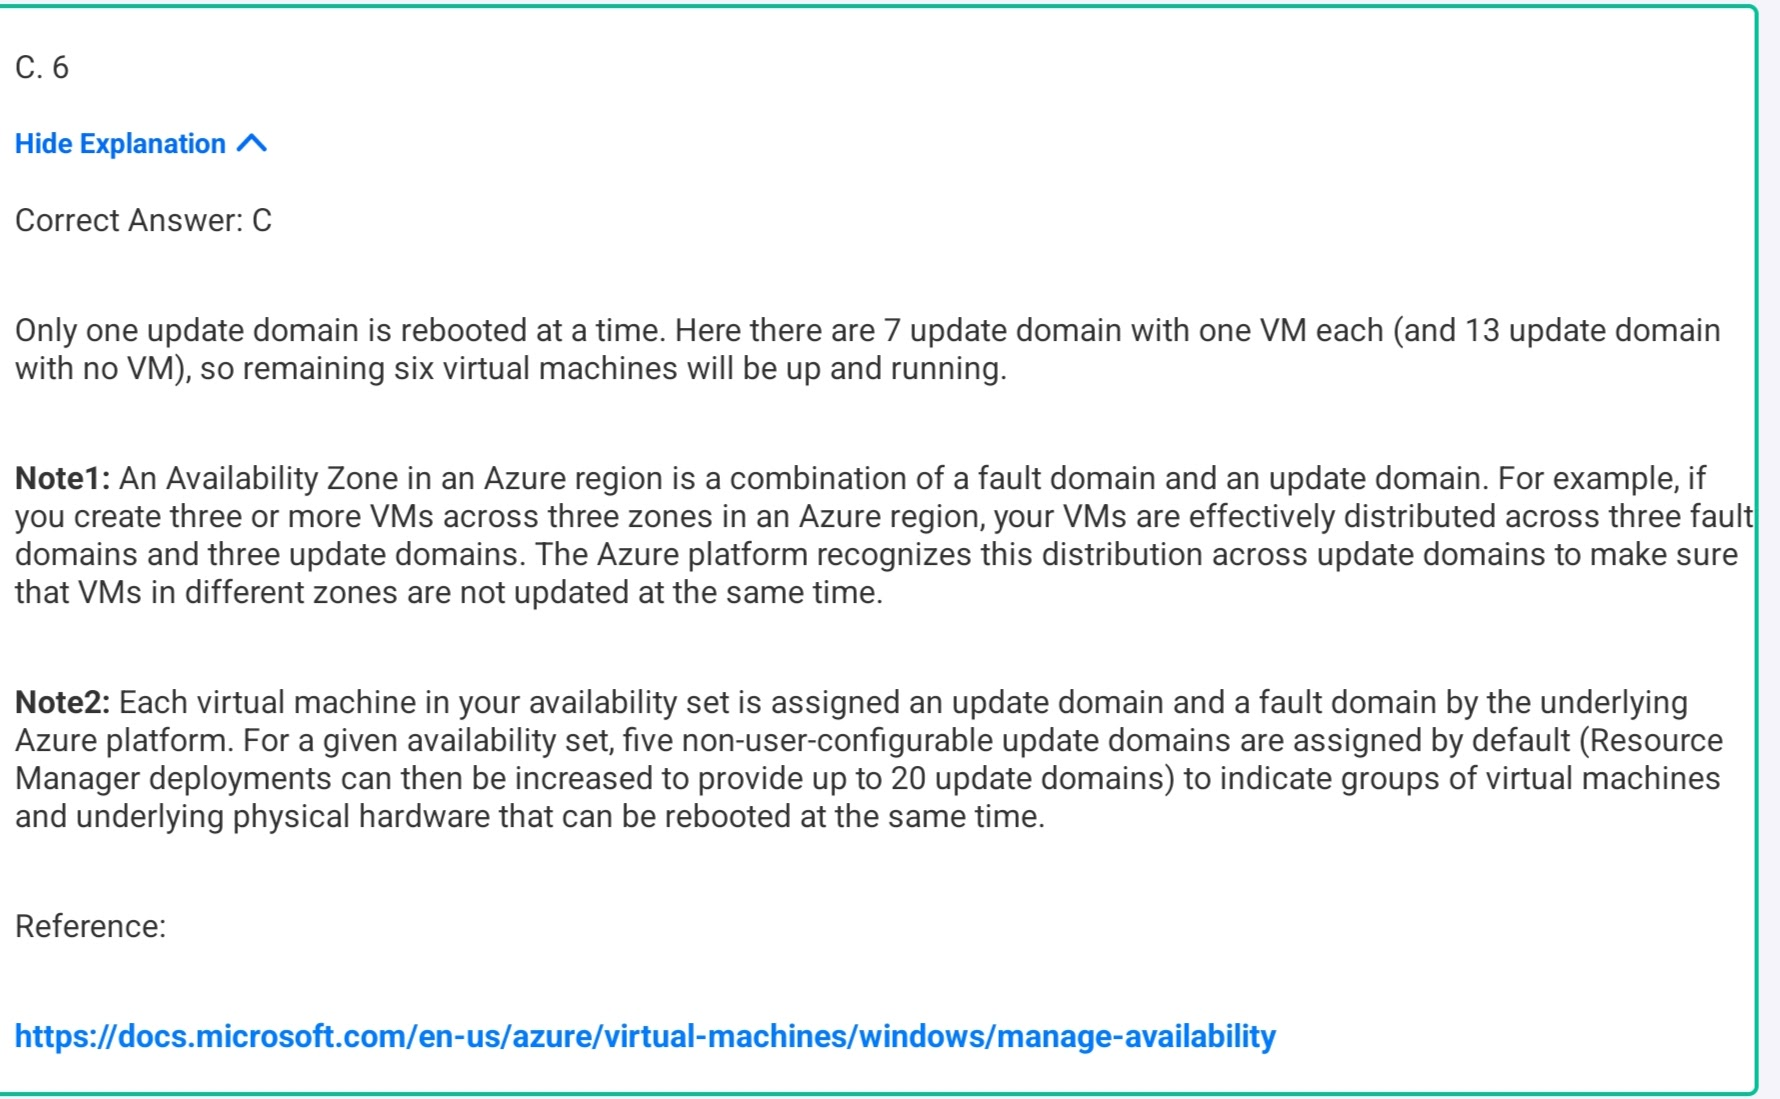 C. 6
Hide Explanation
Correct Answer: C
Only one update domain is rebooted at a time. Here there are 7 update domain with one VM each (and 13 update domain
with no VM), so remaining six virtual machines will be up and running.
Note1: An Availability Zone in an Azure region is a combination of a fault domain and an update domain. For example, if
you create three or more VMs across three zones in an Azure region, your VMs are effectively distributed across three fault
domains and three update domains. The Azure platform recognizes this distribution across update domains to make sure
that VMs in different zones are not updated at the same time.
Note2: Each virtual machine in your availability set is assigned an update domain and a fault domain by the underlying
Azure platform. For a given availability set, five non-user-configurable update domains are assigned by default (Resource
Manager deployments can then be increased to provide up to 20 update domains) to indicate groups of virtual machines
and underlying physical hardware that can be rebooted at the same time.
Reference:
https://docs.microsoft.com/en-us/azure/virtual-machines/windows/manage-availability